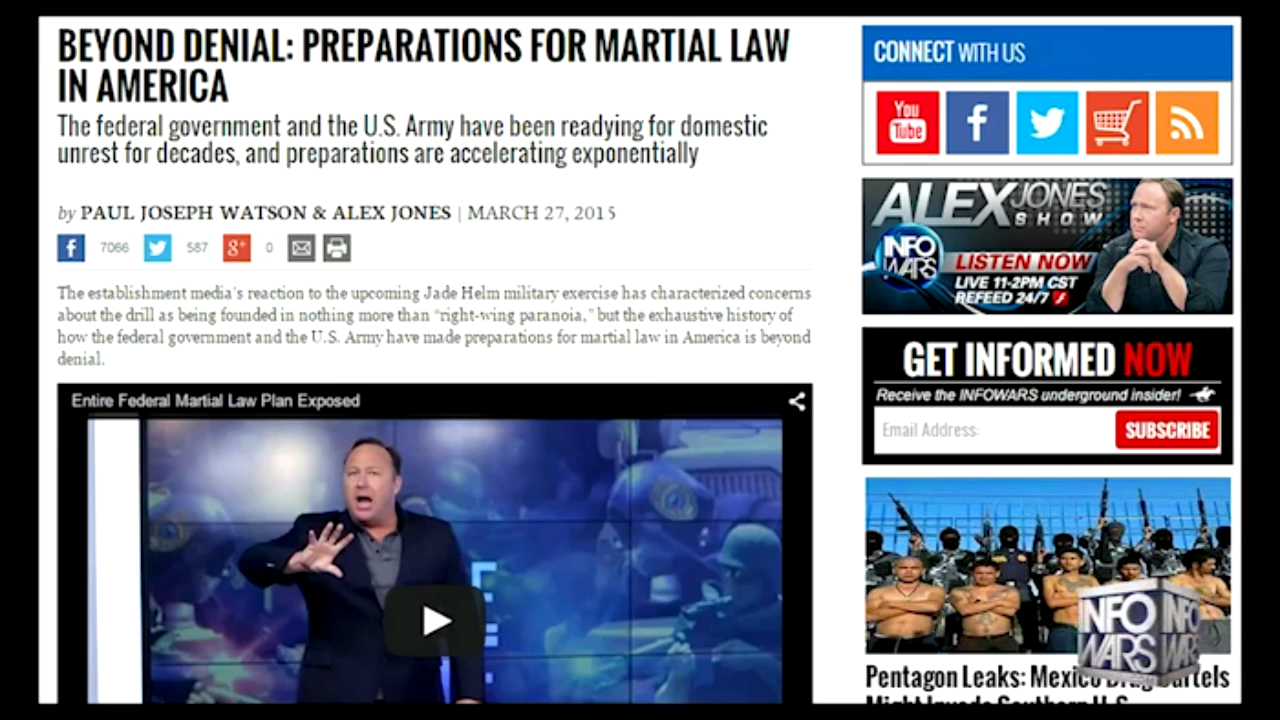 BEYOND DENIAL: PREPARATIONS FOR MARTIAL LAW
IN AMERICA
The federal government and the U.S. Army have been readying for domestic
unrest for decades, and preparations are accelerating exponentially
by PAUL JOSEPH WATSON & ALEX JONES | MARCH 27, 2015
7066
587
g+
0
The establishment media's reaction to the upcoming Jade Helm military exercise has characterized concerns
about the drill as being founded in nothing more than "right-wing paranoia," but the exhaustive history of
how the federal government and the U.S. Army have made preparations for martial law in America is beyond
denial.
Entire Federal Martial Law Plan Exposed
CONNECT WITH US
You
Tube
ALEX JONES
SHOW
INFO
WARS
LISTEN NOW
LIVE 11-2PM CST
REFEED 24/7
GET INFORMED NOW
Receive the INFOWARS underground insider!
Email Address:
SUBSCRIBE
INFO INFO
WARS WARS
Pentagon Leaks: Mexico Drug Cartels
Might Invade Southern U.S.